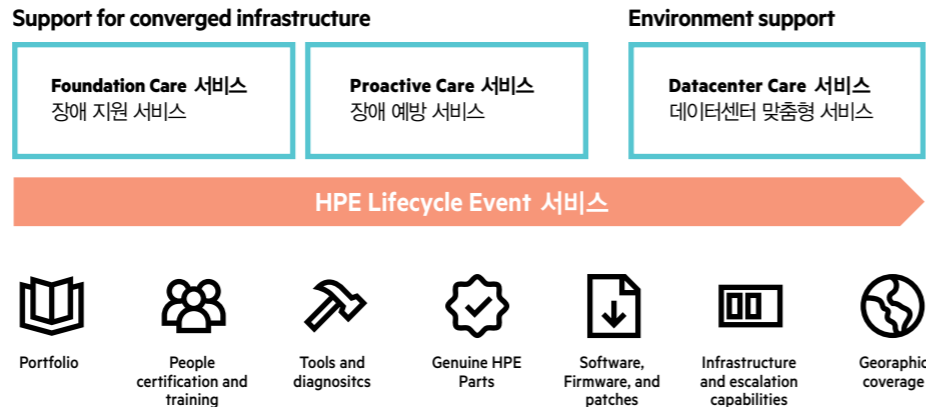 Support for converged infrastructure
Environment support
Foundation Care 서비스
장애 지원 서비스
Proactive Care 서비스
장애 예방 서비스
Datacenter Care 서비스
데이터센터 맞춤형 서비스
HPE Lifecycle Event 서비스
Portfolio
People
certification and
training
Tools and
diagnositcs
Genuine HPE
Parts
Software,
Firmware, and
patches
Infrastructure
and escalation
capabilities
Georaphic
coverage